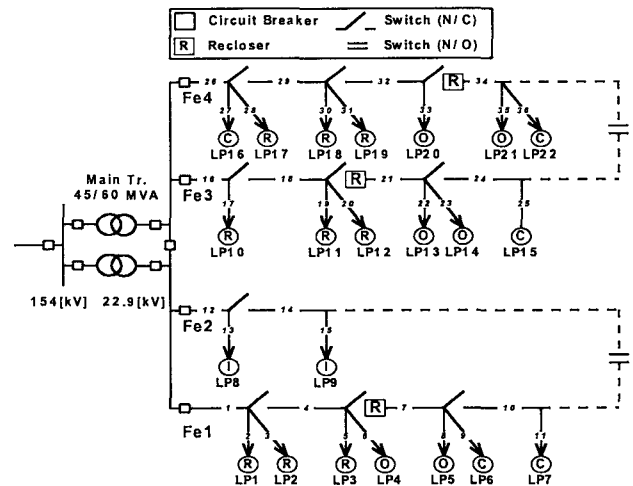 Circuit Breaker Switch (N/C)
R Recloser Switch (N/O)
26 29 32 R 34
Fe4
27 28 30 31 33 35 36
C R R R O O C
LP16 LP17 LP18 LP19 LP20 LP21 LP22
Main Tr.
45/60 MVA
16 18 R 21 24
Fe3
17 19 20 22 23 25
R R R O O C
LP10 LP11 LP12 LP13 LP14 LP15
154[kV] 22.9[kV]
12 14
Fe2
13 15
I I
LP8 LP9
1 4 R 7 10
Fe1
2 3 5 6 8 9 11
R R R O O C C
LP1 LP2 LP3 LP4 LP5 LP6 LP7